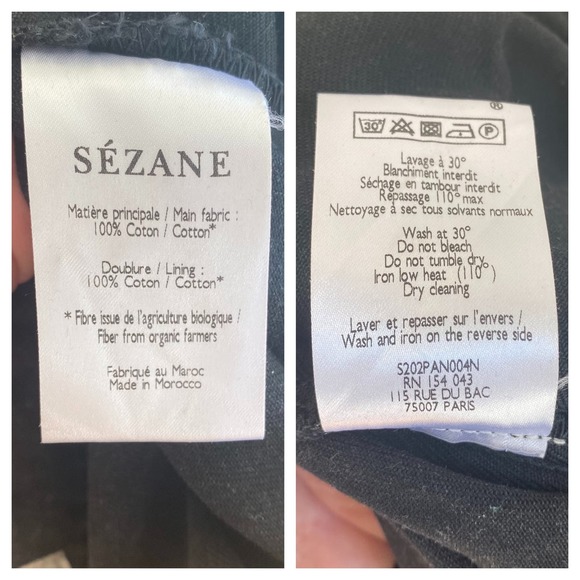 SÉZANE
Matière principale / Main fabric :
100% Coton / Cotton*
Doublure / Lining :
100% Coton / Cotton*
* Fibre issue de l'agriculture biologique /
Fiber from organic farmers
Fabriqué au Maroc
Made in Morocco
®
30° P
Lavage à 30°
Blanchiment interdit
Séchage en tambour interdit
Repassage 110° max
Nettoyage à sec tous solvants normaux
Wash at 30°
Do not bleach
Do not tumble dry
Iron low heat (110°)
Dry cleaning
Laver et repasser sur l'envers /
Wash and iron on the reverse side
S202PAN004N
RN 154 043
115 RUE DU BAC
75007 PARIS